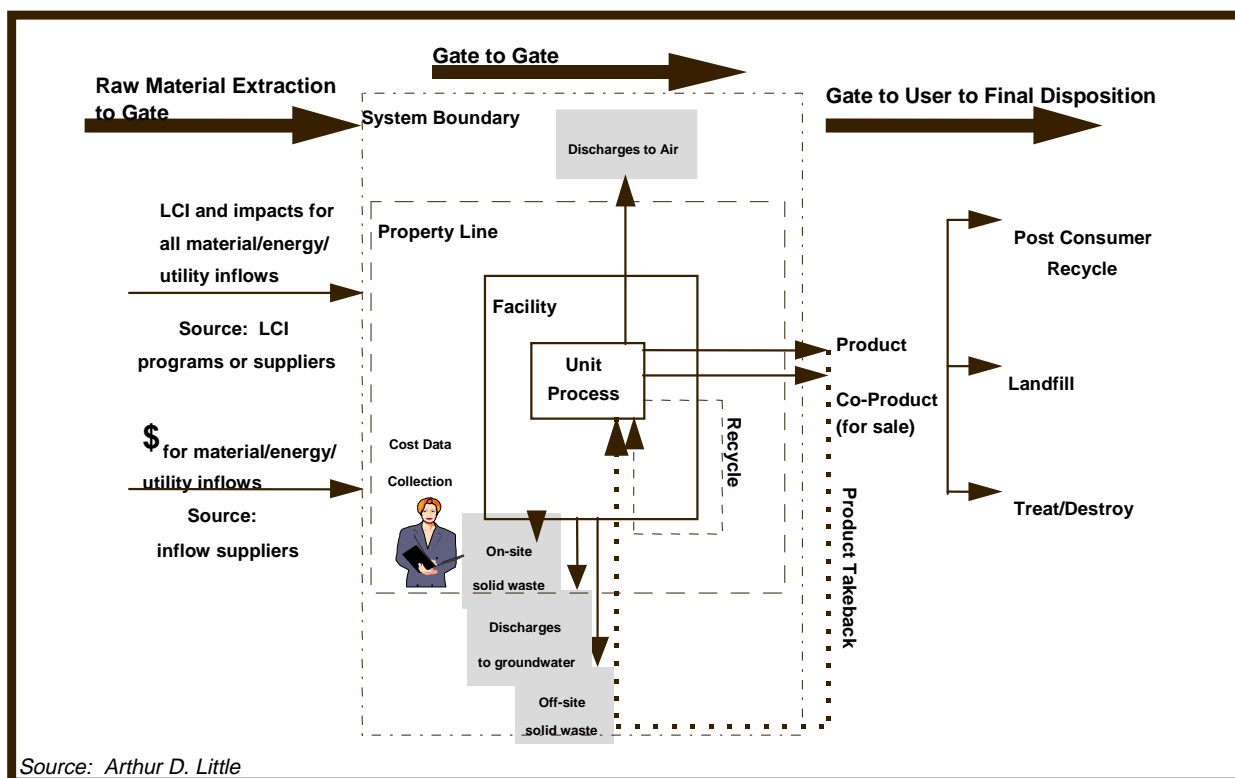 Gate to Gate
Raw Material Extraction
to Gate
Gate to User to Final Disposition
System Boundary
Discharges to Air
LCI and impacts for
all material/energy/
utility inflows
Source: LCI
programs or suppliers
$ for material/energy/
utility inflows
Source:
inflow suppliers
Property Line
Facility
Unit
Process
Recycle
Cost Data
Collection
On-site
solid waste
Discharges
to groundwater
Off-site
solid waste
Product
Co-Product
(for sale)
Product Takeback
Post Consumer
Recycle
Landfill
Treat/Destroy
Source: Arthur D. Little